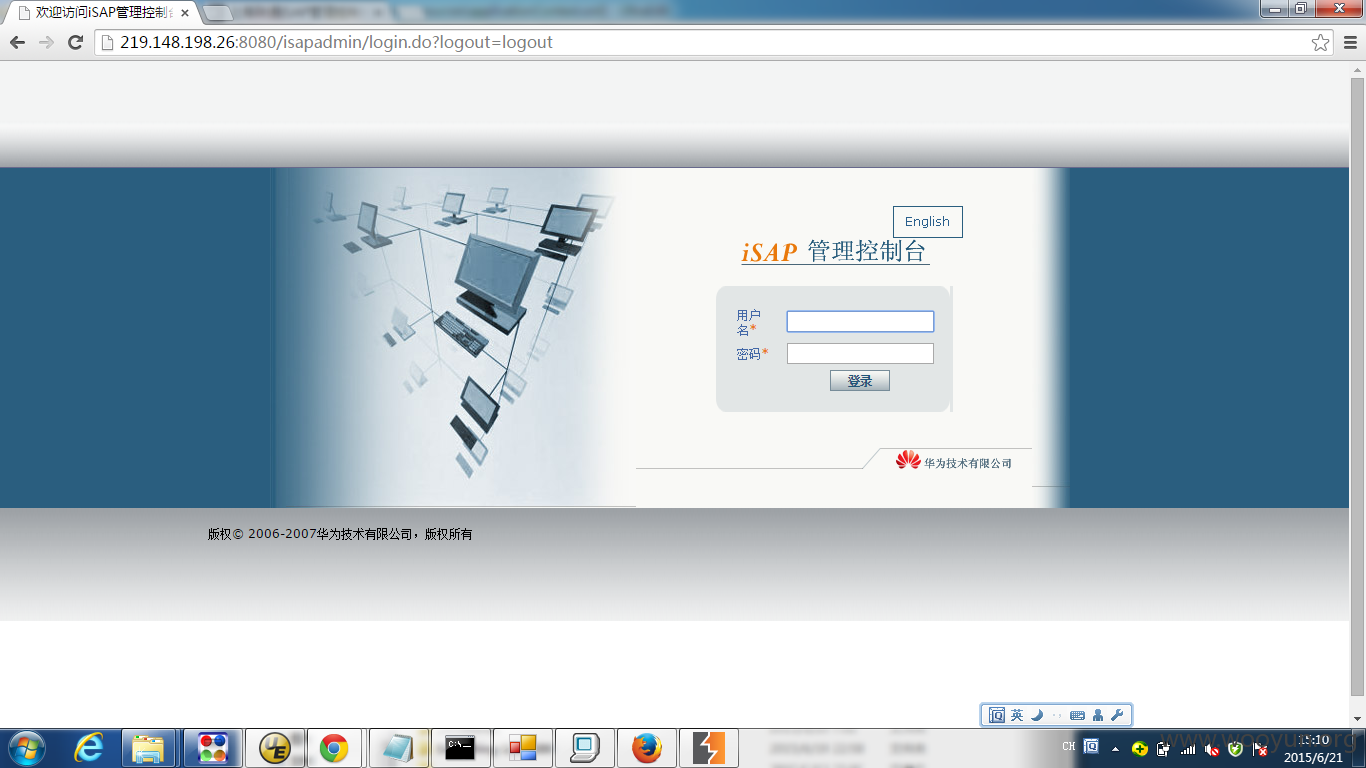 欢迎访问iSAP管理控制台
219.148.198.26:8080/isapadmin/login.do?logout=logout
English
iSAP 管理控制台
用户
名*
密码*
登录
华为技术有限公司
版权© 2006-2007华为技术有限公司，版权所有
英
CH
15:10
2015/6/21
www.wooyun.org